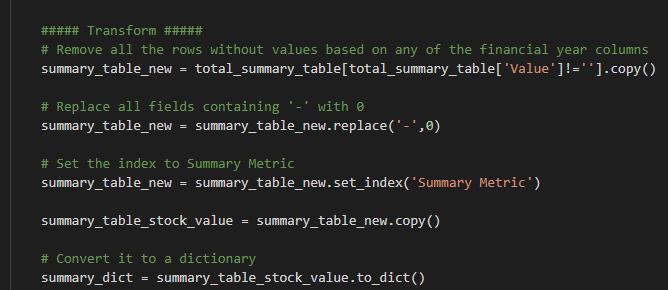 ##### Transform #####
# Remove all the rows without values based on any of the financial year columns
summary_table_new = total_summary_table[total_summary_table['Value']!=''].copy()
# Replace all fields containing '-' with 0
summary_table_new = summary_table_new.replace('-',0)
# Set the index to Summary Metric
summary_table_new = summary_table_new.set_index('Summary Metric')
summary_table_stock_value = summary_table_new.copy()
# Convert it to a dictionary
summary_dict = summary_table_stock_value.to_dict()